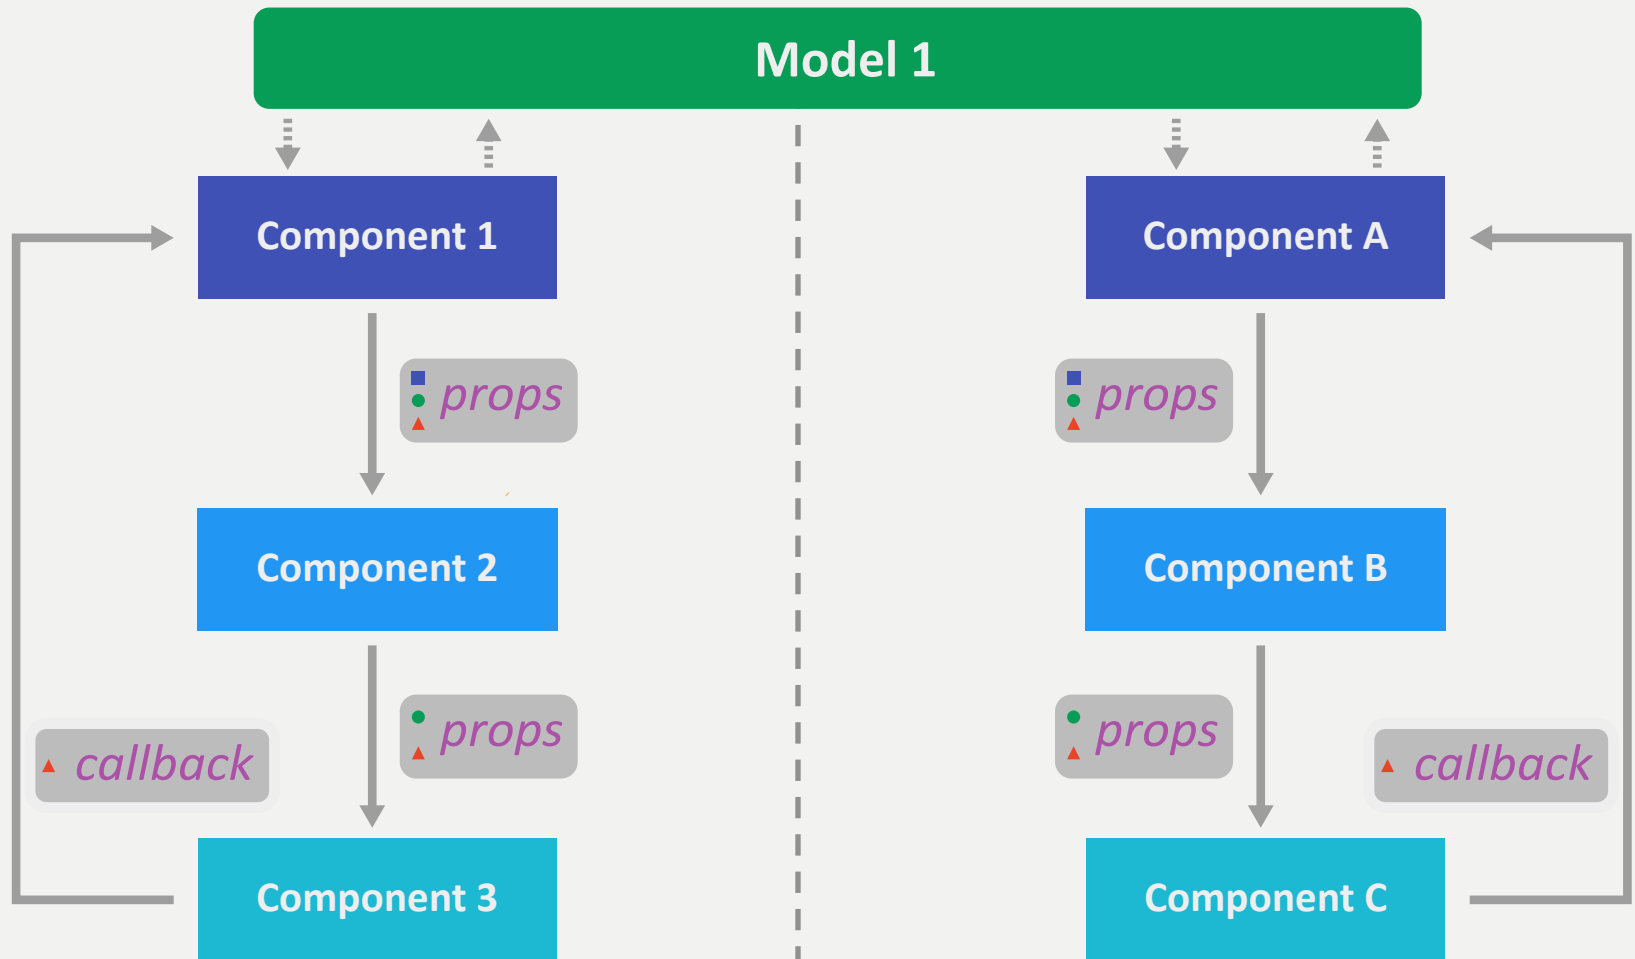 Model 1
Component 1
Component A
props
props
Component 2
Component B
props
props
callback
callback
Component 3
Component C